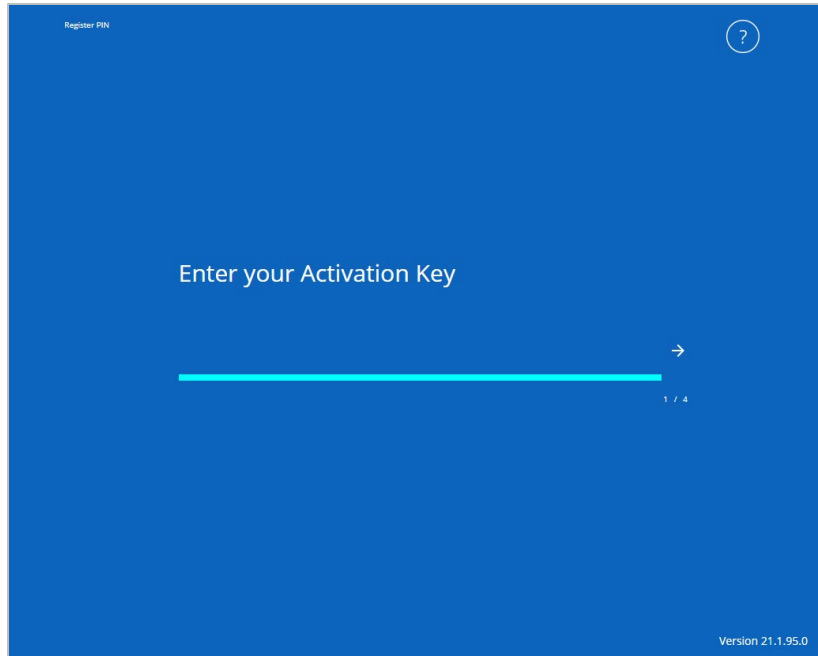 Register PIN
?
Enter your Activation Key
1 / 4
Version 21.1.95.0